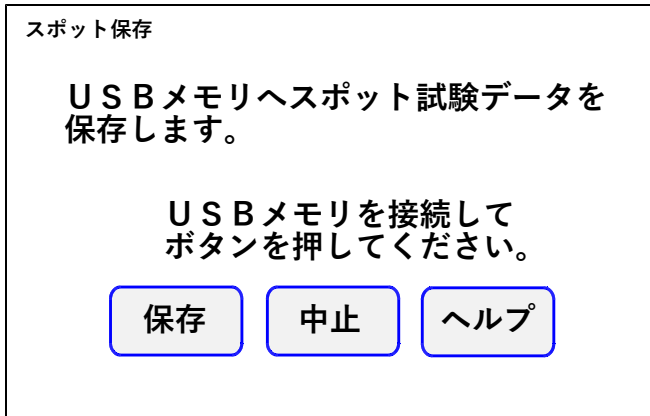 スポット保存
ＵＳＢメモリへスポット試験データを
保存します。
ＵＳＢメモリを接続して
ボタンを押してください。
保存
中止
ヘルプ